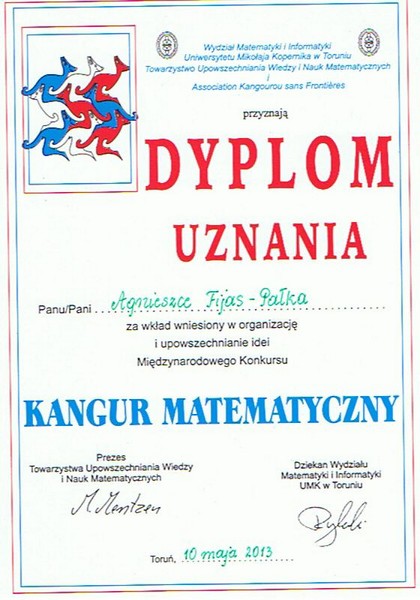 Wydział Matematyki i Informatyki
Uniwersytetu Mikołaja Kopernika w Toruniu
Towarzystwo Upowszechniania Wiedzy i Nauk Matematycznych
i
Association Kangourou sans Frontières
przyznają
DYPLOM
UZNANIA
Panu/Pani Agnieszce Fijas-Pałka
za wkład wniesiony w organizację
i upowszechnianie idei
Międzynarodowego Konkursu
KANGUR MATEMATYCZNY
Prezes
Towarzystwa Upowszechniania Wiedzy
i Nauk Matematycznych
Dziekan Wydziału
Matematyki i Informatyki
UMK w Toruniu
M. Mentzen
Toruń, 10 maja 2013